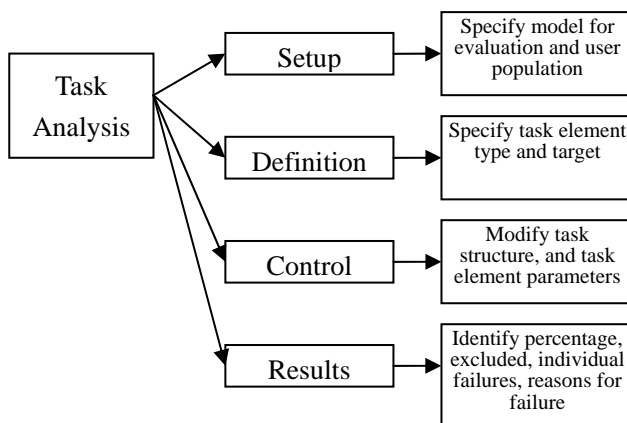 Task
Analysis
Setup
Specify model for
evaluation and user
population
Definition
Specify task element
type and target
Control
Modify task
structure, and task
element parameters
Results
Identify percentage,
excluded, individual
failures, reasons for
failure